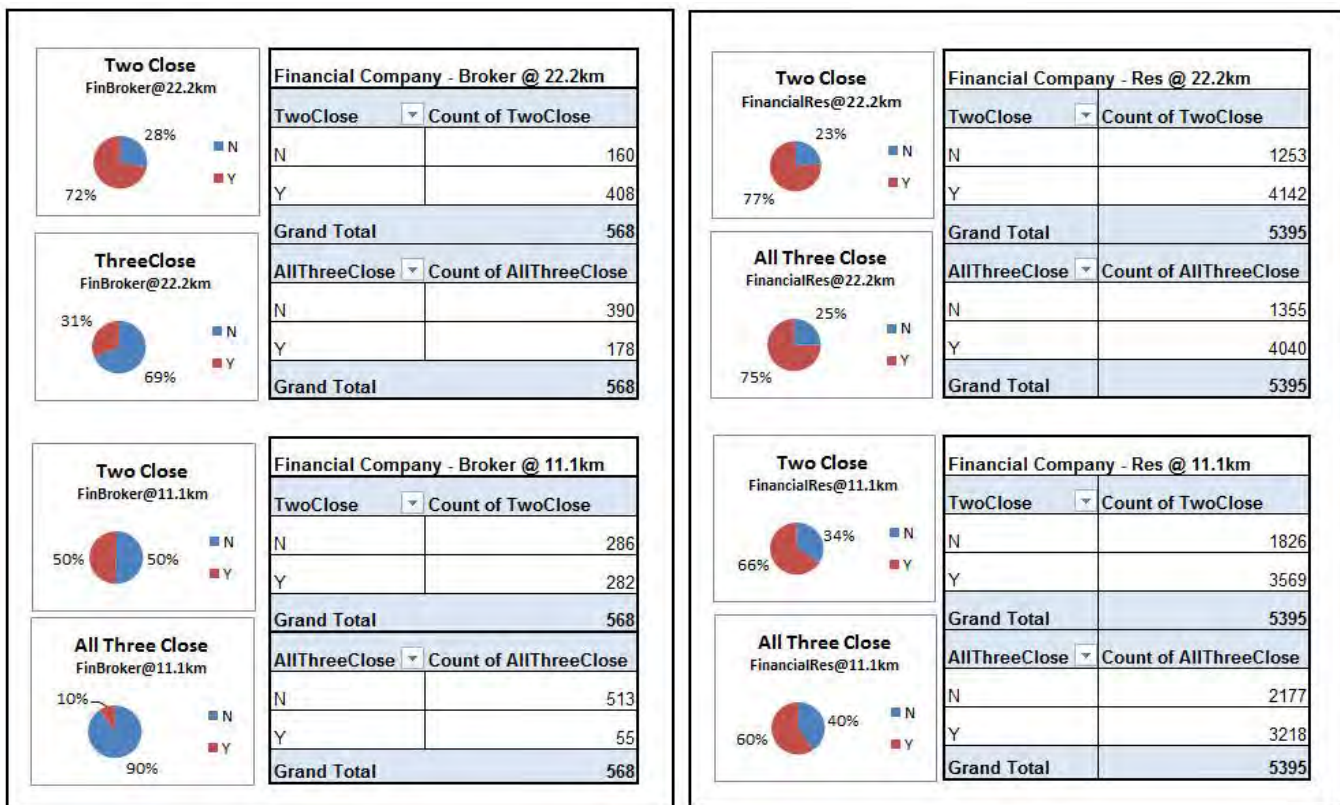 Two Close
FinBroker@22.2km
28%
N
Y
72%
Financial Company - Broker @ 22.2km
TwoClose Count of TwoClose
N 160
Y 408
Grand Total 568
ThreeClose
FinBroker@22.2km
31%
N
Y
69%
AllThreeClose Count of AllThreeClose
N 390
Y 178
Grand Total 568
Two Close
FinBroker@11.1km
50% 50%
N
Y
Financial Company - Broker @ 11.1km
TwoClose Count of TwoClose
N 286
Y 282
Grand Total 568
All Three Close
FinBroker@11.1km
10%
N
Y
90%
AllThreeClose Count of AllThreeClose
N 513
Y 55
Grand Total 568
Two Close
FinancialRes@22.2km
23%
N
Y
77%
Financial Company - Res @ 22.2km
TwoClose Count of TwoClose
N 1253
Y 4142
Grand Total 5395
All Three Close
FinancialRes@22.2km
25%
N
Y
75%
AllThreeClose Count of AllThreeClose
N 1355
Y 4040
Grand Total 5395
Two Close
FinancialRes@11.1km
34%
N
66%
Y
Financial Company - Res @ 11.1km
TwoClose Count of TwoClose
N 1826
Y 3569
Grand Total 5395
All Three Close
FinancialRes@11.1km
40%
N
60%
Y
AllThreeClose Count of AllThreeClose
N 2177
Y 3218
Grand Total 5395